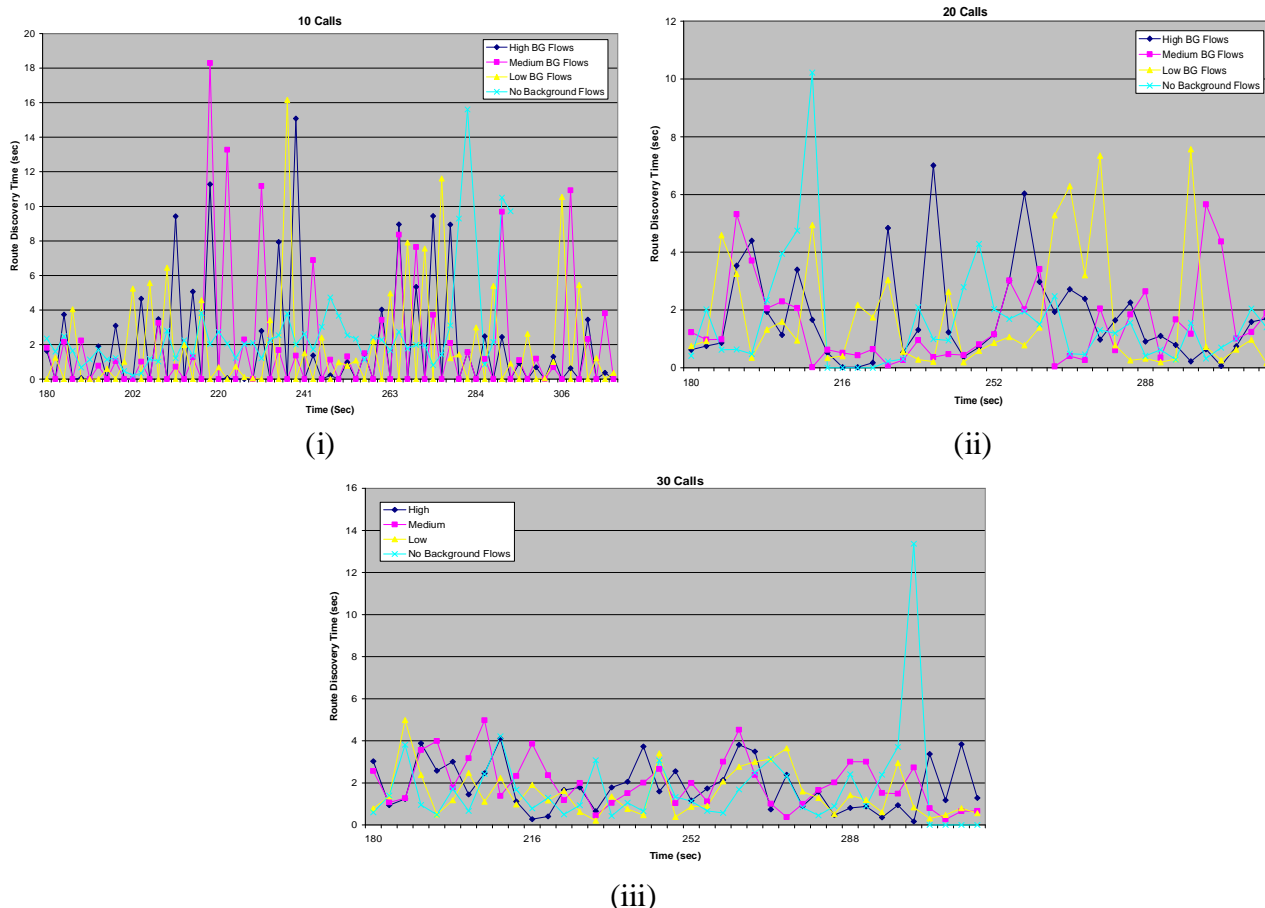 10 Calls
20
18
16
14
12
10
8
6
4
2
0
Route Discovery Time (sec)
High BG Flows
Medium BG Flows
Low BG Flows
No Background Flows
180 202 220 241 263 284 306
Time (Sec)
(i)
20 Calls
12
10
8
6
4
2
0
Route Discovery Time (sec)
High BG Flows
Medium BG Flows
Low BG Flows
No Background Flows
180 216 252 288
Time (sec)
(ii)
30 Calls
16
14
12
10
8
6
4
2
0
Route Discovery Time (sec)
High
Medium
Low
No Background Flows
180 216 252 288
Time (sec)
(iii)